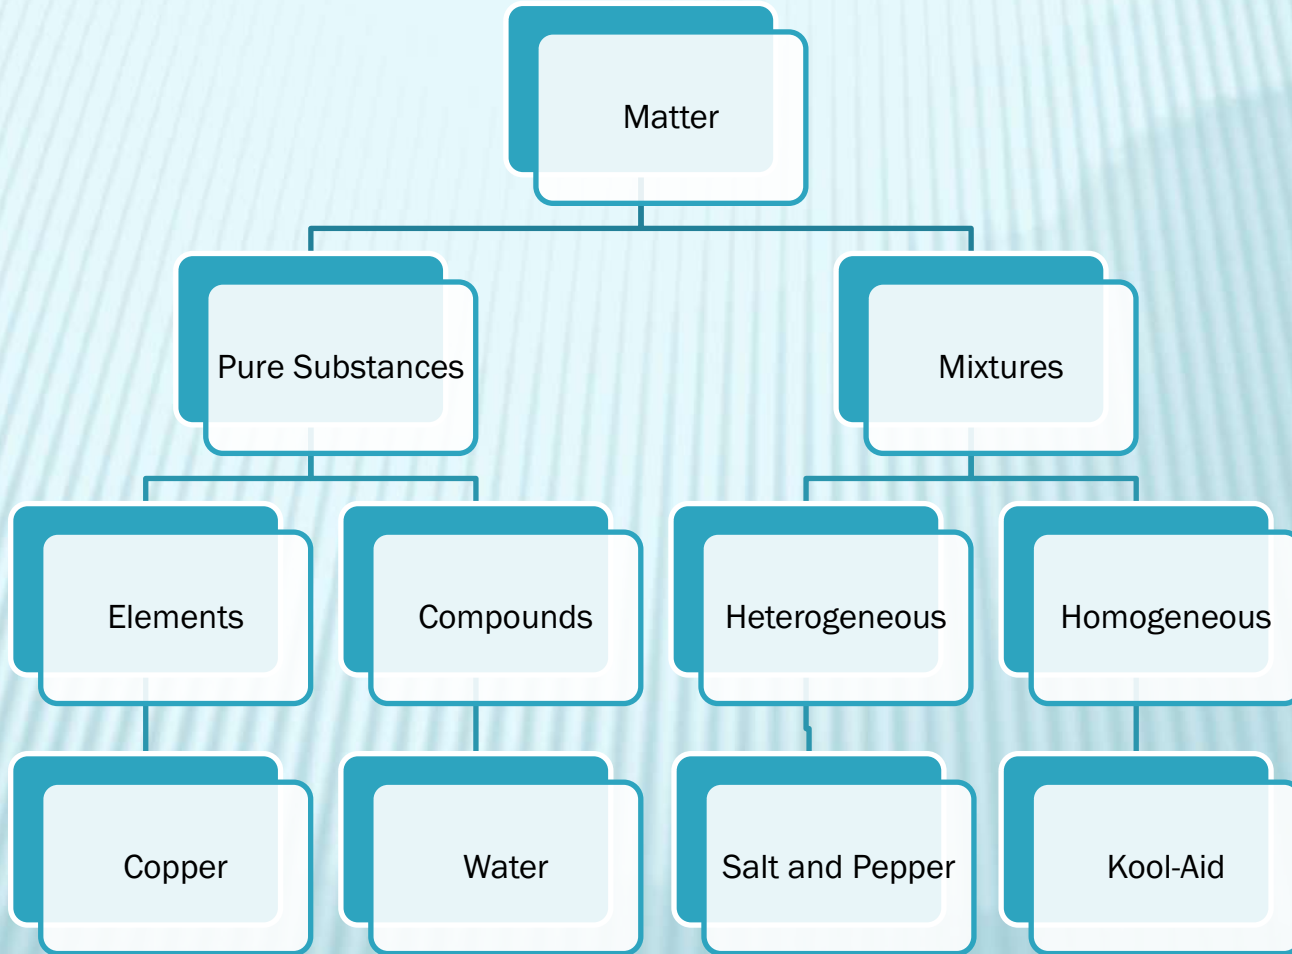 Matter
Pure Substances
Mixtures
Elements
Compounds
Heterogeneous
Homogeneous
Copper
Water
Salt and Pepper
Kool-Aid